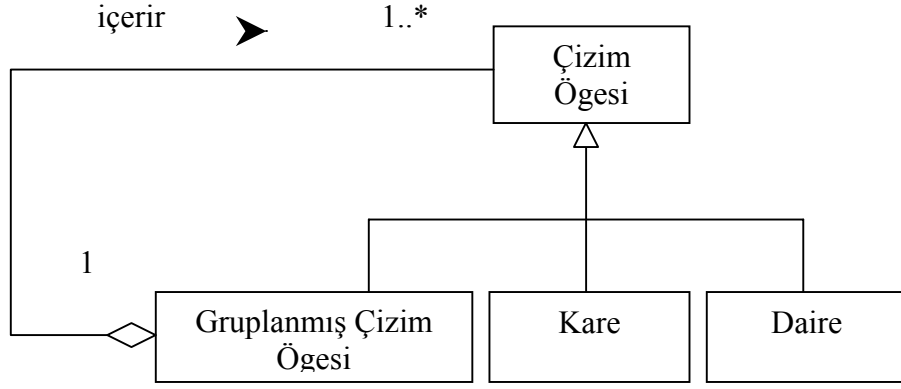 içerir
1..*
Çizim
Ögesi
1
Gruplanmış Çizim
Ögesi
Kare
Daire